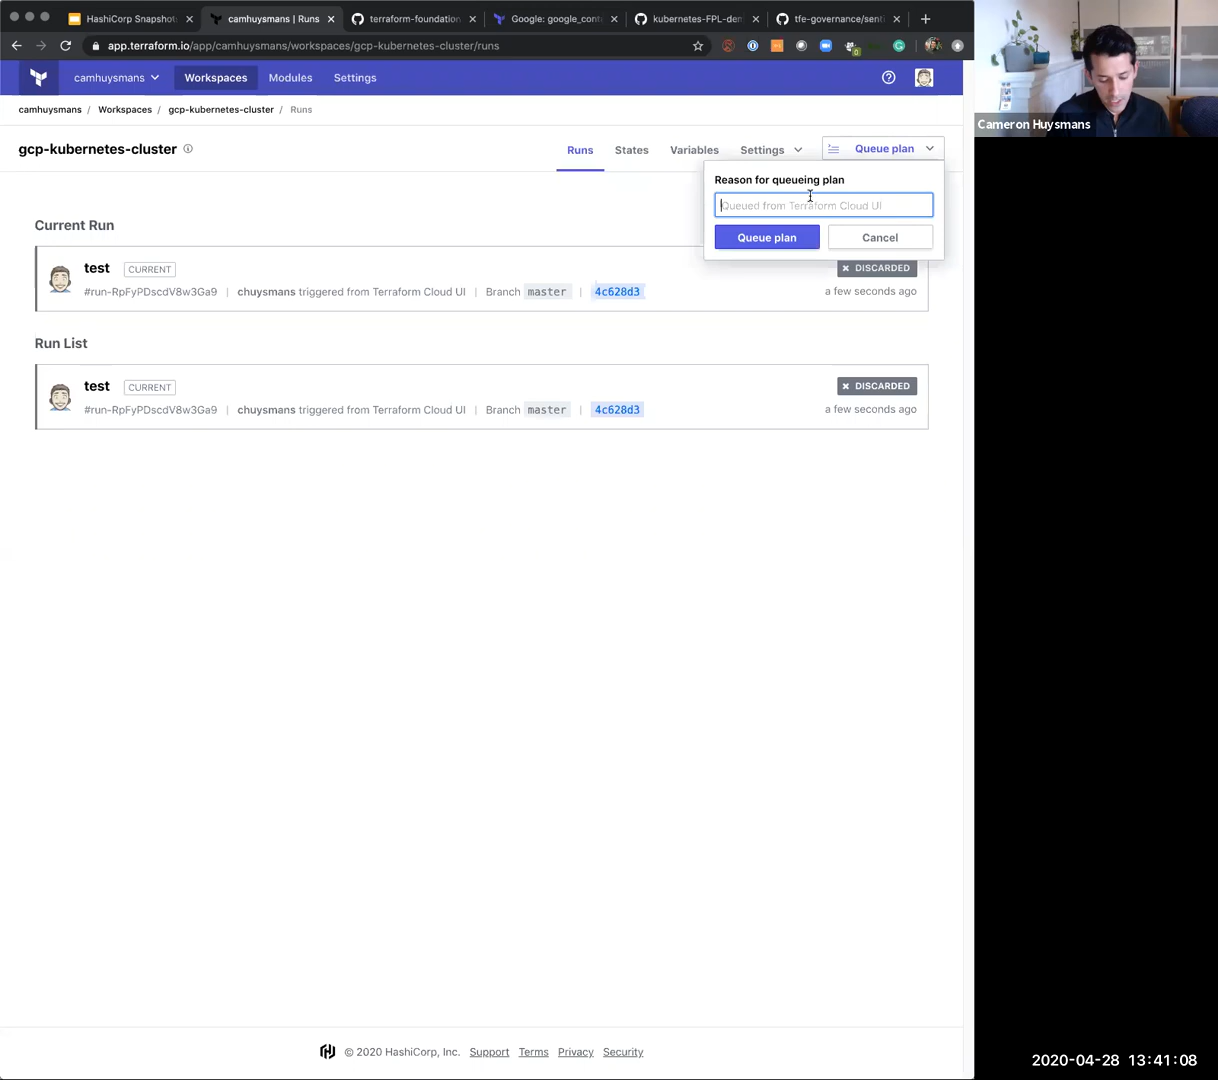 HashiCorp Snapshot
camhuysmans | Runs
terraform-foundation
Google: google_cont
kubernetes-FPL-den
tfe-governance/senti
app.terraform.io/app/camhuysmans/workspaces/gcp-kubernetes-cluster/runs
camhuysmans
Workspaces
Modules
Settings
camhuysmans / Workspaces / gcp-kubernetes-cluster / Runs
gcp-kubernetes-cluster
Runs
States
Variables
Settings
Queue plan
Reason for queueing plan
Queued from Terraform Cloud UI
Queue plan
Cancel
Current Run
test CURRENT
DISCARDED
#run-RpFyPDscdV8w3Ga9 | chuysmans triggered from Terraform Cloud UI | Branch master | 4c628d3
a few seconds ago
Run List
test CURRENT
DISCARDED
#run-RpFyPDscdV8w3Ga9 | chuysmans triggered from Terraform Cloud UI | Branch master | 4c628d3
a few seconds ago
© 2020 HashiCorp, Inc. Support Terms Privacy Security
Cameron Huysmans
2020-04-28 13:41:08